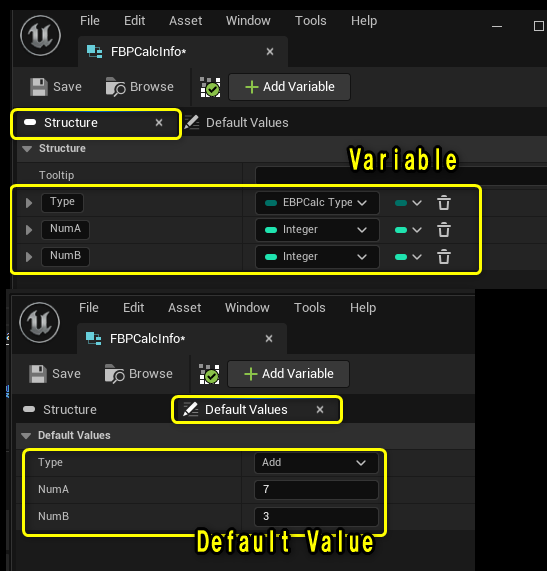 File Edit Asset Window Tools Help
FBPCalcInfo*
Save Browse Add Variable
Structure Default Values
Structure
Variable
Tooltip
Type EBPCalc Type
NumA Integer
NumB Integer
File Edit Asset Window Tools Help
FBPCalcInfo*
Save Browse Add Variable
Structure Default Values
Default Values
Type Add
NumA 7
NumB 3
Default Value